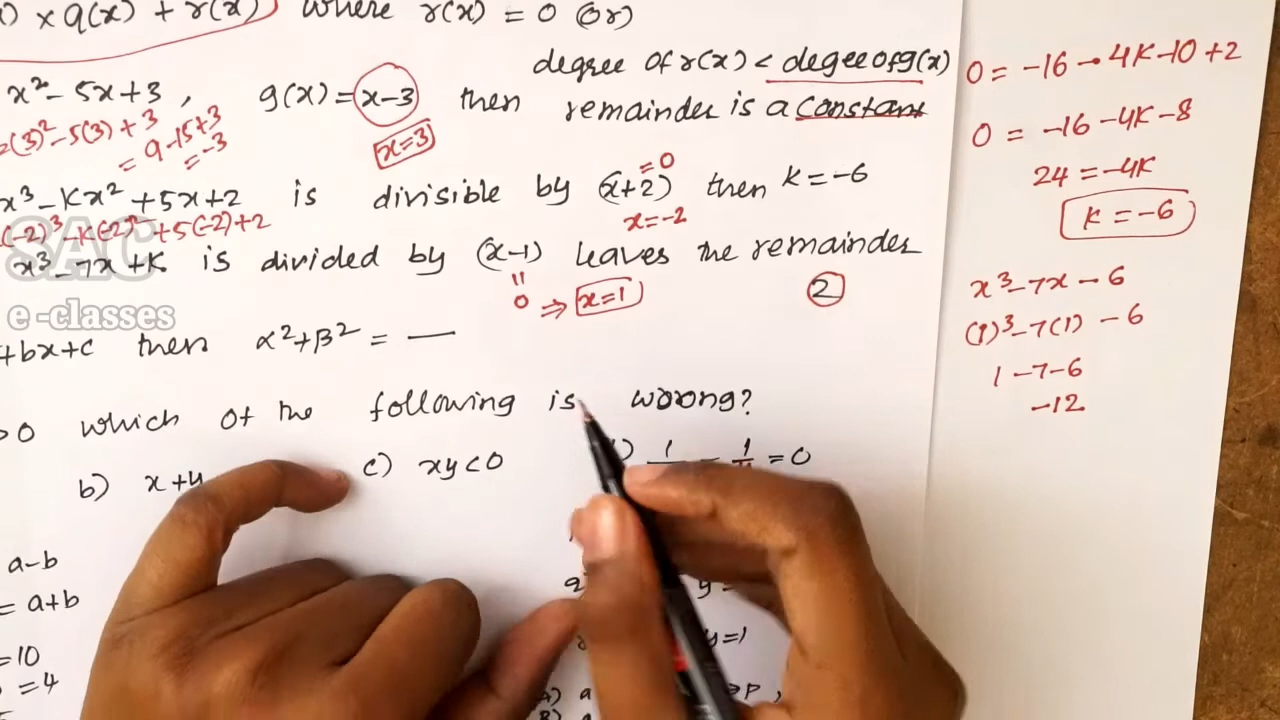 ) × q(x) + r(x) where r(x) = 0 (or)
degree of r(x) < degee of g(x)
x² - 5x + 3 , g(x) = x-3 then remainder is a constant
(3)² - 5(3) + 3
= 9 - 15 + 3
= -3
x=3
x³ - Kx² + 5x + 2 is divisible by (x+2) then K = -6
=0
(-2)³ - K(-2)² + 5(-2) + 2
x = -2
x³ - 7x + K is divided by (x-1) leaves the remainder
0 ⇒ x=1
2
SAC
e-classes
+bx+c then α² + β² = —
>0 which of the following is wrong?
b) x+y
c) xy < 0
= 0
a-b
= a+b
= 10
= 4
y=1
0 = -16 - 4K - 10 + 2
0 = -16 - 4K - 8
24 = -4K
K = -6
x³ - 7x - 6
(1)³ - 7(1) - 6
1 - 7 - 6
-12